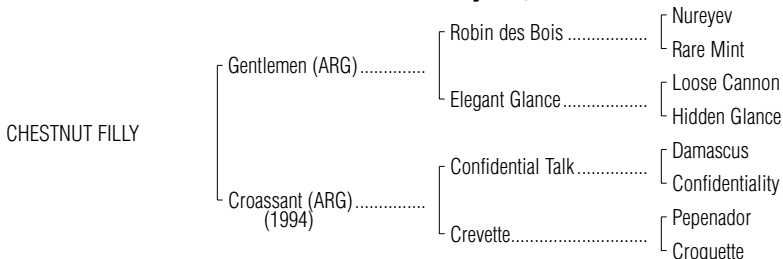 Nureyev
Robin des Bois ..................
Rare Mint
Gentlemen (ARG)..............
Loose Cannon
Elegant Glance...................
Hidden Glance
CHESTNUT FILLY
Damascus
Confidential Talk ................
Confidentiality
Croassant (ARG) ...............
(1994)
Pepenador
Crevette..............................
Croquette